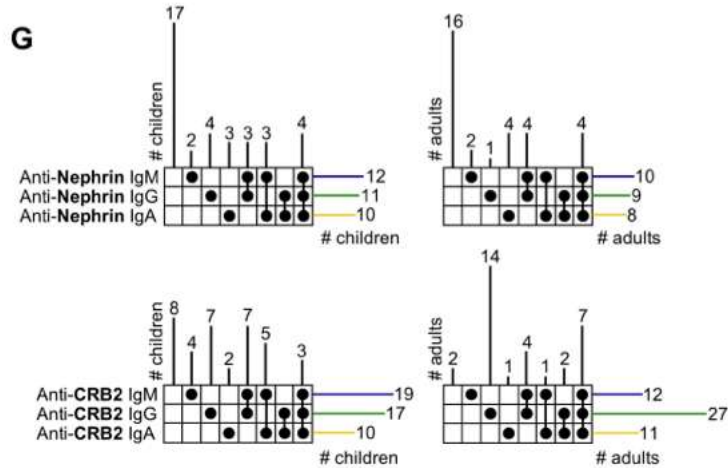 G
17
# children
2 4 3 3 3 4
Anti-Nephrin IgM 12
Anti-Nephrin IgG 11
Anti-Nephrin IgA 10
# children
16
# adults
2 1 4 4 4
10
9
8
# adults
8
# children
4 7 2 7 5 3
Anti-CRB2 IgM 19
Anti-CRB2 IgG 17
Anti-CRB2 IgA 10
# children
14
# adults
2 1 4 1 2 7
12
27
11
# adults